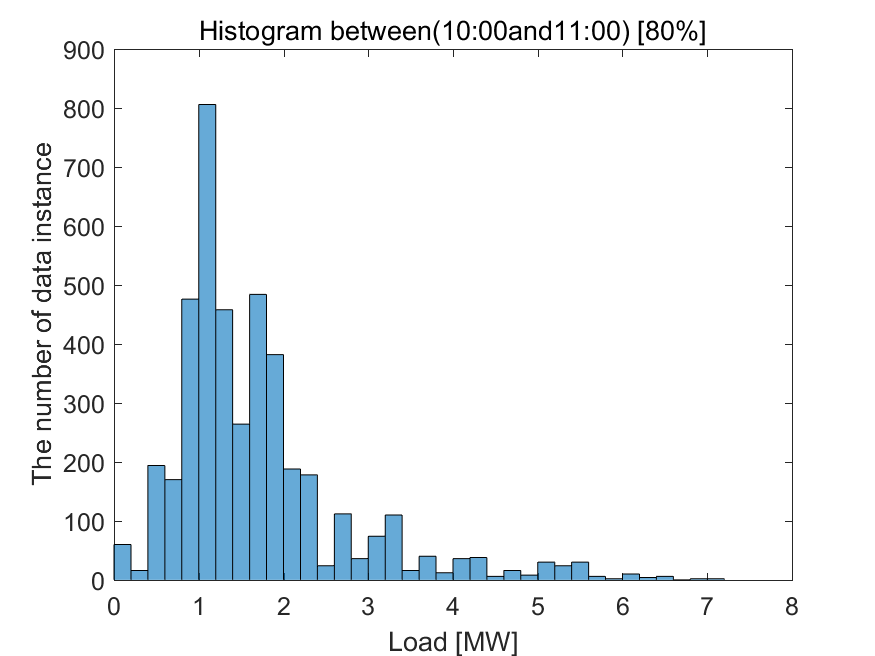 Histogram between(10:00and11:00) [80%]
900
800
700
600
500
400
300
200
100
0
The number of data instance
0 1 2 3 4 5 6 7 8
Load [MW]